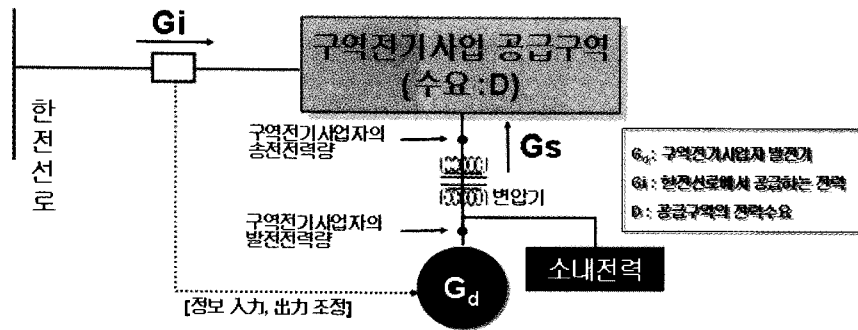 Gi
구역전기사업 공급구역
(수요:D)
한전선로
구역전기사업자의
송전전력량
Gs
변압기
구역전기사업자의
발전전력량
소내전력
Gd
[정보 入力, 出力 조정]
Gd : 구역전기사업자 발전기
Gi : 한전선로에서 공급하는 전력
D : 공급구역의 전력수요